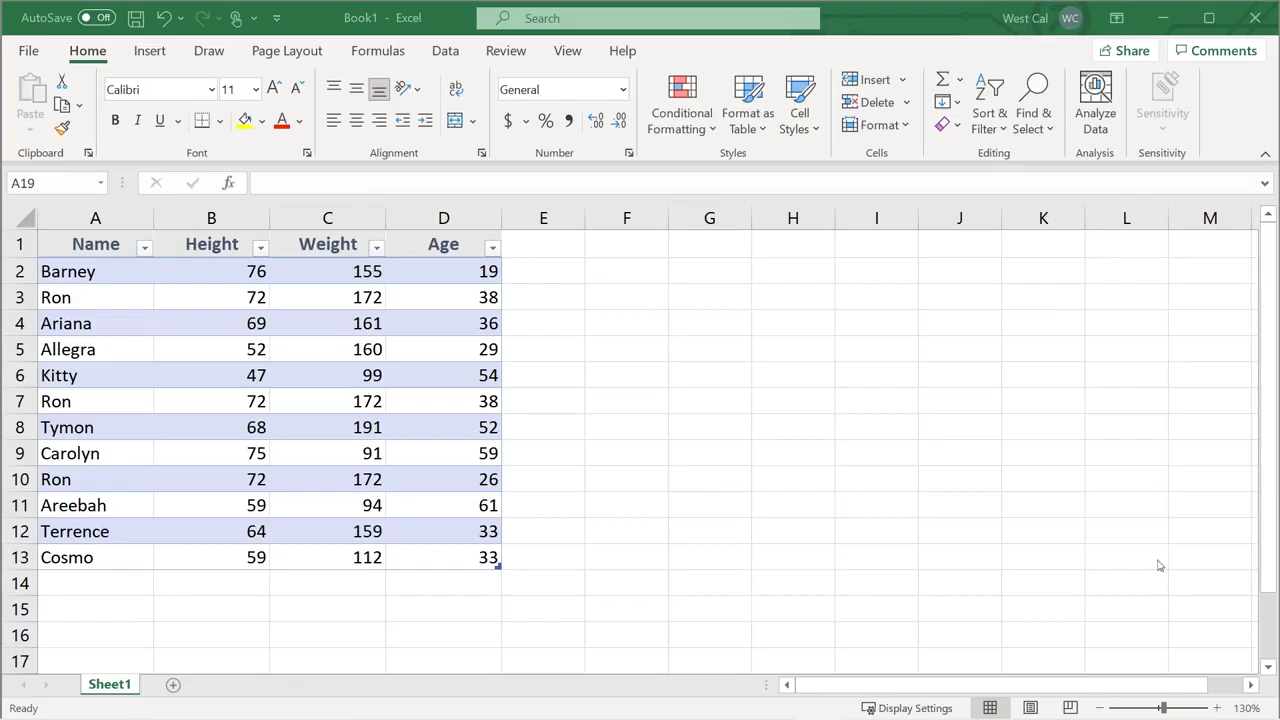 AutoSave Off Book1 - Excel Search West Cal WC
File Home Insert Draw Page Layout Formulas Data Review View Help Share Comments
Paste Calibri 11 A A ab General Conditional Formatting Format as Table Cell Styles Insert Delete Format Sort & Filter Find & Select Analyze Data Sensitivity
B I U A $ % 9
Clipboard Font Alignment Number Styles Cells Editing Analysis Sensitivity
A19 fx
A B C D E F G H I J K L M
1 Name Height Weight Age
2 Barney 76 155 19
3 Ron 72 172 38
4 Ariana 69 161 36
5 Allegra 52 160 29
6 Kitty 47 99 54
7 Ron 72 172 38
8 Tymon 68 191 52
9 Carolyn 75 91 59
10 Ron 72 172 26
11 Areebah 59 94 61
12 Terrence 64 159 33
13 Cosmo 59 112 33
14
15
16
17
Sheet1
Ready Display Settings 130%